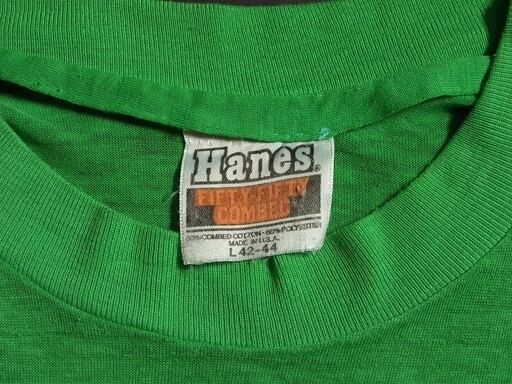 Hanes®
FIFTY-FIFTY
COMBED
50% COMBED COTTON - 50% POLYESTER
MADE IN U.S.A.
L 42-44